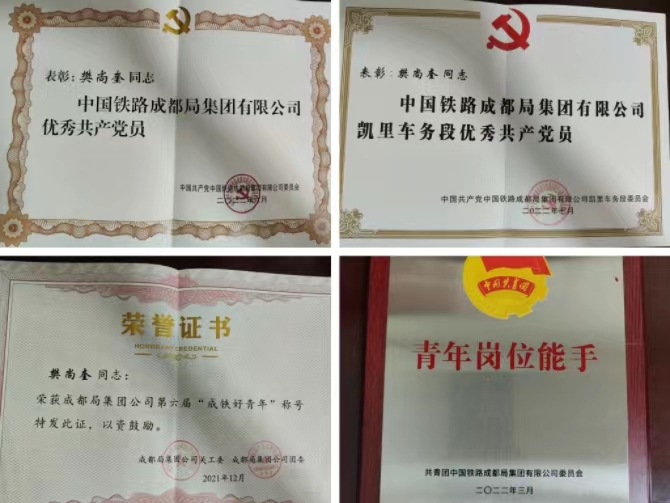 表彰：樊尚奎同志
中国铁路成都局集团有限公司
优秀共产党员
中国共产党中国铁路成都局集团有限公司委员会
表彰：樊尚奎同志
中国铁路成都局集团有限公司
凯里车务段优秀共产党员
中国共产党中国铁路成都局集团有限公司凯里车务段委员会
二〇二二年七月
荣誉证书
HONORARY CREDENTIAL
樊尚奎同志：
荣获成都局集团公司第六届“成铁好青年”称号
特发此证，以资鼓励。
成都局集团公司关工委 成都局集团公司团委
2021年12月
中国共青团
青年岗位能手
共青团中国铁路成都局集团有限公司委员会
二〇二二年三月